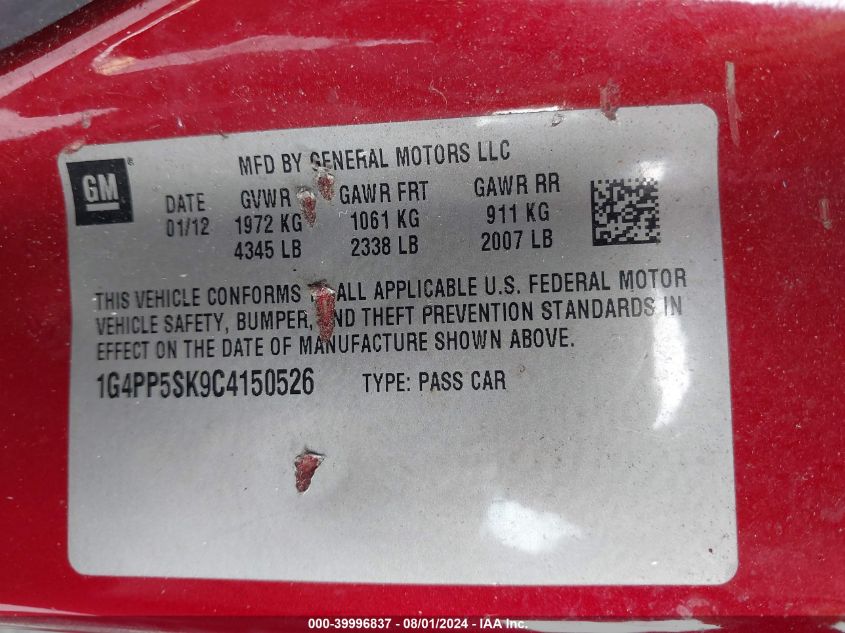 MFD BY GENERAL MOTORS LLC
GM
DATE GVWR GAWR FRT GAWR RR
01/12 1972 KG 1061 KG 911 KG
4345 LB 2338 LB 2007 LB
THIS VEHICLE CONFORMS ALL APPLICABLE U.S. FEDERAL MOTOR
VEHICLE SAFETY, BUMPER, AND THEFT PREVENTION STANDARDS IN
EFFECT ON THE DATE OF MANUFACTURE SHOWN ABOVE.
1G4PP5SK9C4150526 TYPE: PASS CAR
000-39996837 - 08/01/2024 - IAA Inc.